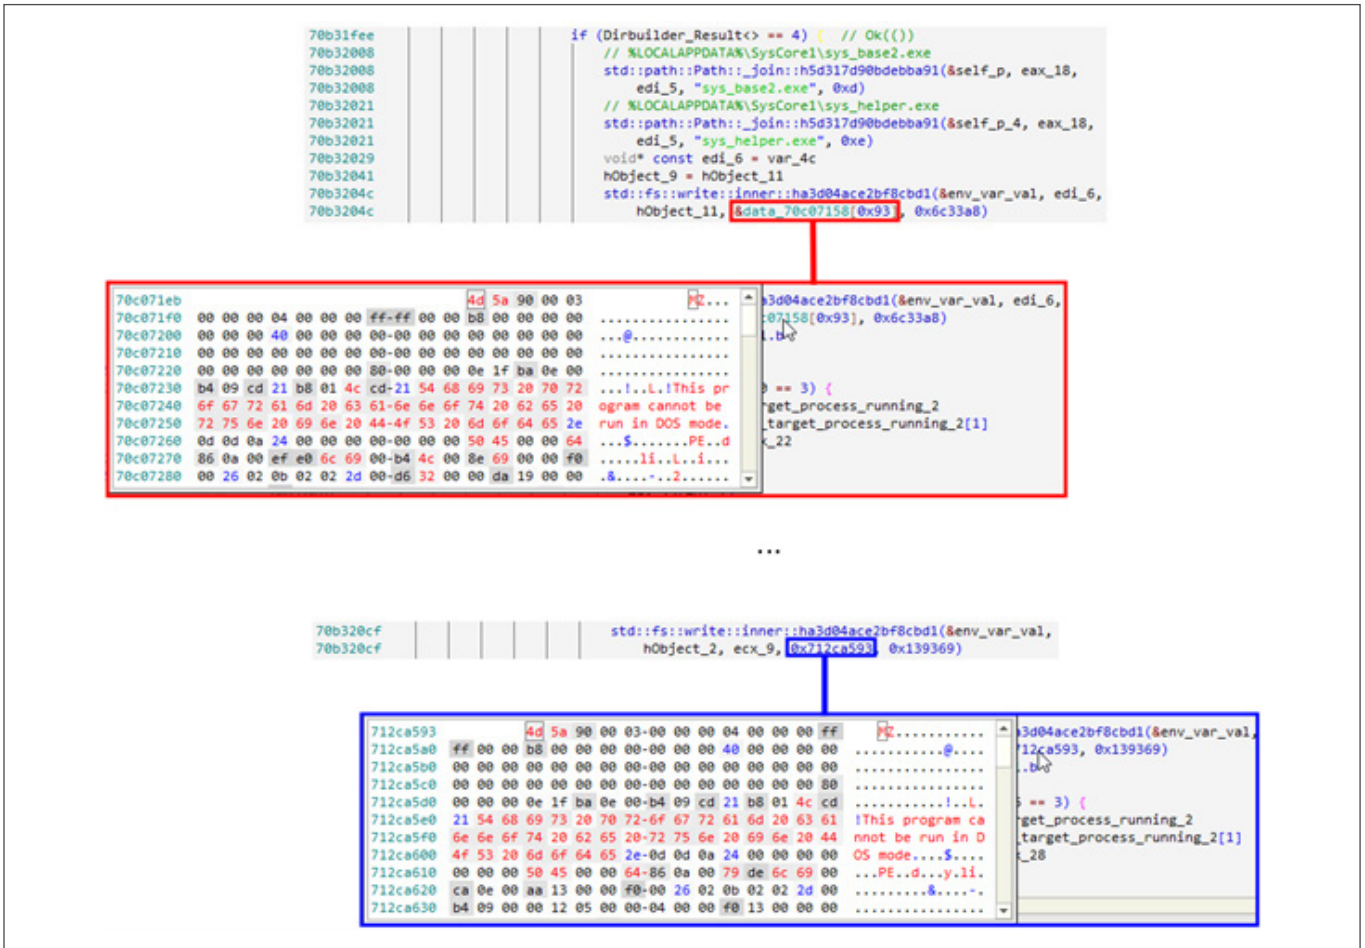 70b31fee if (Dirbuilder_Result<> == 4) { // Ok(())
70b32008 // %LOCALAPPDATA%\SysCore1\sys_base2.exe
70b32008 std::path::Path::_join::h5d317d90bdebba91(&self_p, eax_18,
70b32008 edi_5, "sys_base2.exe", 0xd)
70b32021 // %LOCALAPPDATA%\SysCore1\sys_helper.exe
70b32021 std::path::Path::_join::h5d317d90bdebba91(&self_p_4, eax_18,
70b32021 edi_5, "sys_helper.exe", 0xe)
70b32029 void* const edi_6 = var_4c
70b32041 hObject_9 = hObject_11
70b3204c std::fs::write::inner::ha3d04ace2bf8cbd1(&env_var_val, edi_6,
70b3204c hObject_11, &data_70c07158[0x93], 0x6c33a8)
70c071eb 4d 5a 90 00 03 MZ... a3d04ace2bf8cbd1(&env_var_val, edi_6,
70c071f0 00 00 00 04 00 00 00 ff-ff 00 00 b8 00 00 00 00 ................ c07158[0x93], 0x6c33a8)
70c07200 00 00 00 40 00 00 00 00-00 00 00 00 00 00 00 00 ...@............ l.b
70c07210 00 00 00 00 00 00 00 00-00 00 00 00 00 00 00 00 ................
70c07220 00 00 00 00 00 00 00 80-00 00 00 0e 1f ba 0e 00 ................
70c07230 b4 09 cd 21 b8 01 4c cd-21 54 68 69 73 20 70 72 ...!..L.!This pr == 3) {
70c07240 6f 67 72 61 6d 20 63 61-6e 6e 6f 74 20 62 65 20 ogram cannot be rget_process_running_2
70c07250 72 75 6e 20 69 6e 20 44-4f 53 20 6d 6f 64 65 2e run in DOS mode. _target_process_running_2[1]
70c07260 0d 0d 0a 24 00 00 00 00-00 00 00 50 45 00 00 64 ...$.......PE..d x_22
70c07270 86 0a 00 ef e0 6c 69 00-b4 4c 00 8e 69 00 00 f0 .....li..L..i...
70c07280 00 26 02 0b 02 02 2d 00-d6 32 00 00 da 19 00 00 .&....-..2......
...
70b320cf std::fs::write::inner::ha3d04ace2bf8cbd1(&env_var_val,
70b320cf hObject_2, ecx_9, 0x712ca593, 0x139369)
712ca593 4d 5a 90 00 03-00 00 00 04 00 00 00 ff MZ........... a3d04ace2bf8cbd1(&env_var_val,
712ca5a0 ff 00 00 b8 00 00 00 00-00 00 00 40 00 00 00 00 ...........@.... 712ca593, 0x139369)
712ca5b0 00 00 00 00 00 00 00 00-00 00 00 00 00 00 00 00 ................ ..b
712ca5c0 00 00 00 00 00 00 00 00-00 00 00 00 00 00 00 80 ................
712ca5d0 00 00 00 0e 1f ba 0e 00-b4 09 cd 21 b8 01 4c cd ...........!..L.
712ca5e0 21 54 68 69 73 20 70 72-6f 67 72 61 6d 20 63 61 !This program ca == 3) {
712ca5f0 6e 6e 6f 74 20 62 65 20-72 75 6e 20 69 6e 20 44 nnot be run in D rget_process_running_2
712ca600 4f 53 20 6d 6f 64 65 2e-0d 0d 0a 24 00 00 00 00 OS mode....$.... _target_process_running_2[1]
712ca610 00 00 00 50 45 00 00 64-86 0a 00 79 de 6c 69 00 ...PE..d...y.li. _28
712ca620 ca 0e 00 aa 13 00 00 f0-00 26 02 0b 02 02 2d 00 .........&....-.
712ca630 b4 09 00 00 12 05 00 00-04 00 00 f0 13 00 00 00 ................